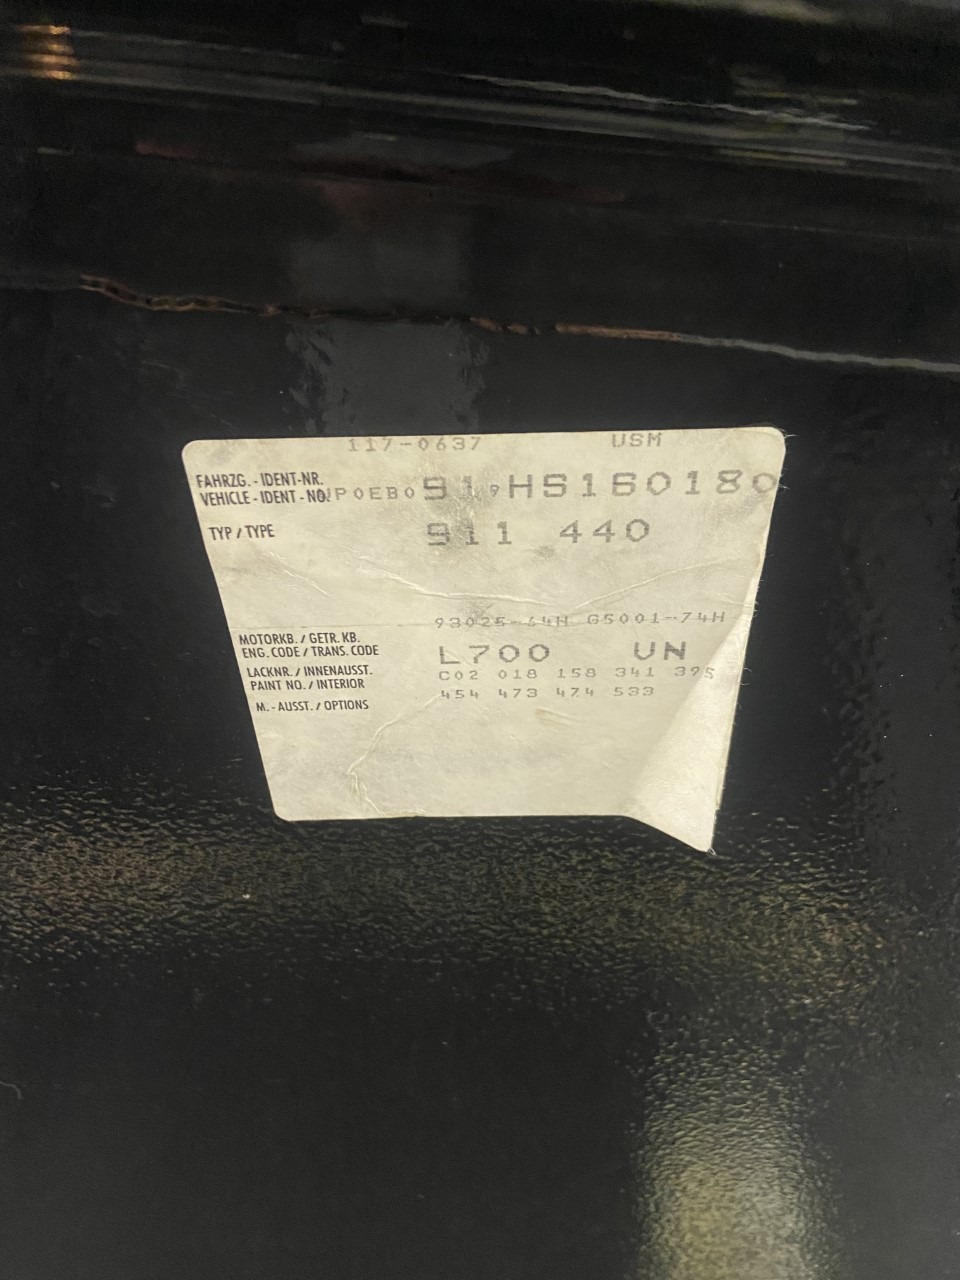 117-0637 USM
FAHRZG.-IDENT-NR.
VEHICLE-IDENT-NO. WP0EB0919HS160180
TYP / TYPE 911 440
93025-64H G5001-74H
MOTORKB. / GETR. KB.
ENG. CODE / TRANS. CODE L700 UN
LACKNR. / INNENAUSST. C02 018 158 341 395
PAINT NO. / INTERIOR 454 473 474 533
M.-AUSST. / OPTIONS